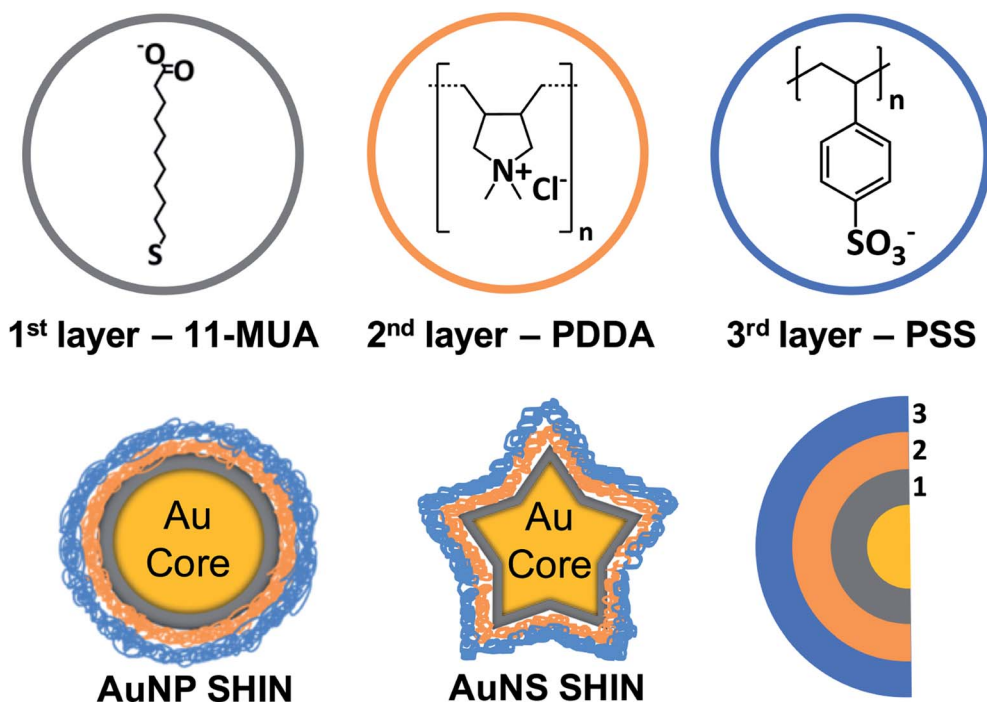 ⁻O
O
S
1st layer – 11-MUA
N+
Cl⁻
n
2nd layer – PDDA
n
SO₃⁻
3rd layer – PSS
Au
Core
AuNP SHIN
Au
Core
AuNS SHIN
3
2
1